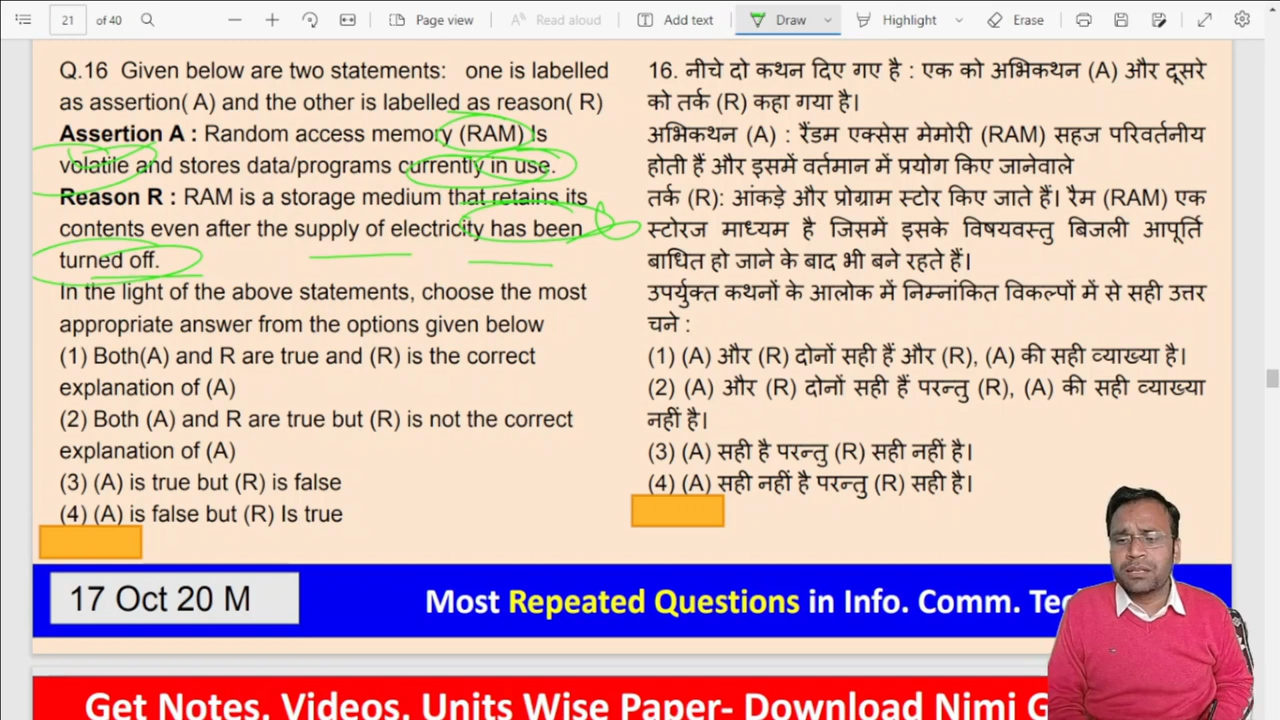 21 of 40
Page view
Read aloud
Add text
Draw
Highlight
Erase
Q.16 Given below are two statements: one is labelled
as assertion( A) and the other is labelled as reason( R)
Assertion A : Random access memory (RAM) Is
volatile and stores data/programs currently in use.
Reason R : RAM is a storage medium that retains its
contents even after the supply of electricity has been
turned off.
In the light of the above statements, choose the most
appropriate answer from the options given below
(1) Both(A) and R are true and (R) is the correct
explanation of (A)
(2) Both (A) and R are true but (R) is not the correct
explanation of (A)
(3) (A) is true but (R) is false
(4) (A) is false but (R) Is true
16. नीचे दो कथन दिए गए है : एक को अभिकथन (A) और दूसरे
को तर्क (R) कहा गया है।
अभिकथन (A) : रैंडम एक्सेस मेमोरी (RAM) सहज परिवर्तनीय
होती हैं और इसमें वर्तमान में प्रयोग किए जानेवाले
तर्क (R): आंकड़े और प्रोग्राम स्टोर किए जाते हैं। रैम (RAM) एक
स्टोरज माध्यम है जिसमें इसके विषयवस्तु बिजली आपूर्ति
बाधित हो जाने के बाद भी बने रहते हैं।
उपर्युक्त कथनों के आलोक में निम्नांकित विकल्पों में से सही उत्तर
चने :
(1) (A) और (R) दोनों सही हैं और (R), (A) की सही व्याख्या है।
(2) (A) और (R) दोनों सही हैं परन्तु (R), (A) की सही व्याख्या
नहीं है।
(3) (A) सही है परन्तु (R) सही नहीं है।
(4) (A) सही नहीं है परन्तु (R) सही है।
17 Oct 20 M
Most Repeated Questions in Info. Comm.
Get Notes, Videos, Units Wise Paper- Download Nimi